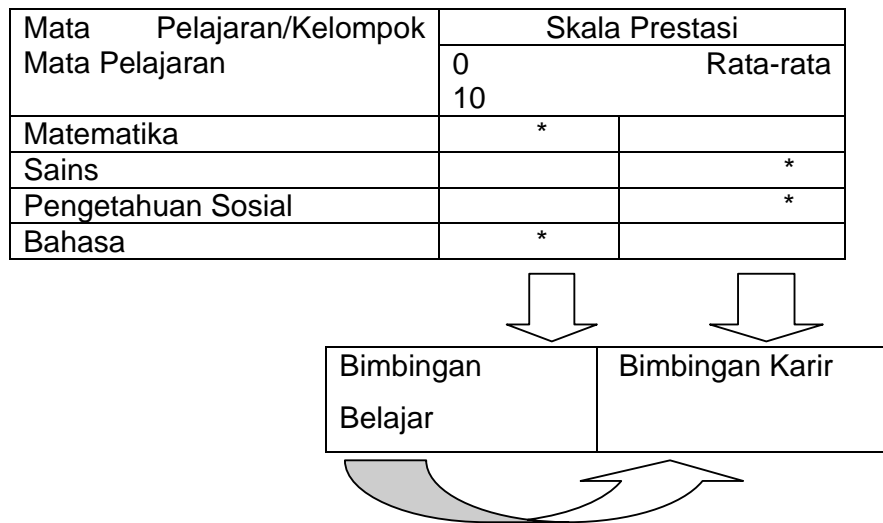 Mata Pelajaran/Kelompok Skala Prestasi
Mata Pelajaran 0 Rata-rata
10
Matematika *
Sains *
Pengetahuan Sosial *
Bahasa *
Bimbingan Bimbingan Karir
Belajar